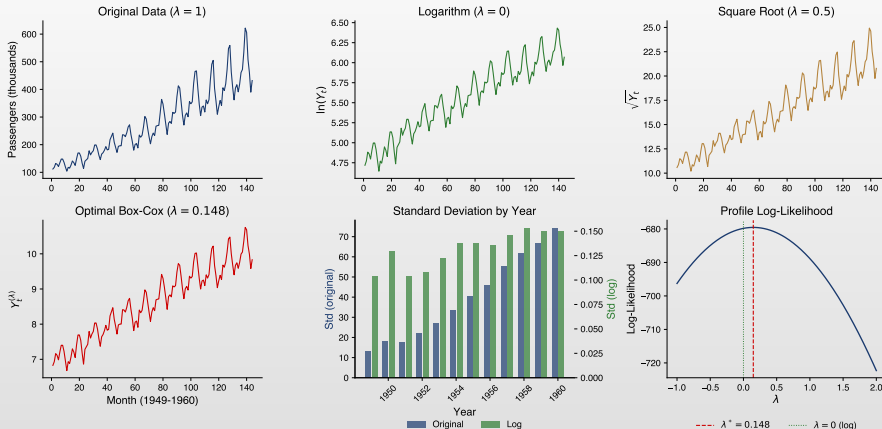 Original Data (λ = 1)
Passengers (thousands)
600
500
400
300
200
100
0 20 40 60 80 100 120 140
Logarithm (λ = 0)
ln(Yₜ)
6.50
6.25
6.00
5.75
5.50
5.25
5.00
4.75
0 20 40 60 80 100 120 140
Square Root (λ = 0.5)
√Yₜ
25.0
22.5
20.0
17.5
15.0
12.5
10.0
0 20 40 60 80 100 120 140
Optimal Box-Cox (λ = 0.148)
Yₜ^(λ)
10
9
8
7
0 20 40 60 80 100 120 140
Month (1949-1960)
Standard Deviation by Year
Std (original)
70
60
50
40
30
20
10
0
Std (log)
0.150
0.125
0.100
0.075
0.050
0.025
0.000
1950 1952 1954 1956 1958 1960
Year
Original Log
Profile Log-Likelihood
Log-Likelihood
−680
−690
−700
−710
−720
−1.0 −0.5 0.0 0.5 1.0 1.5 2.0
λ
λ* = 0.148 λ = 0 (log)